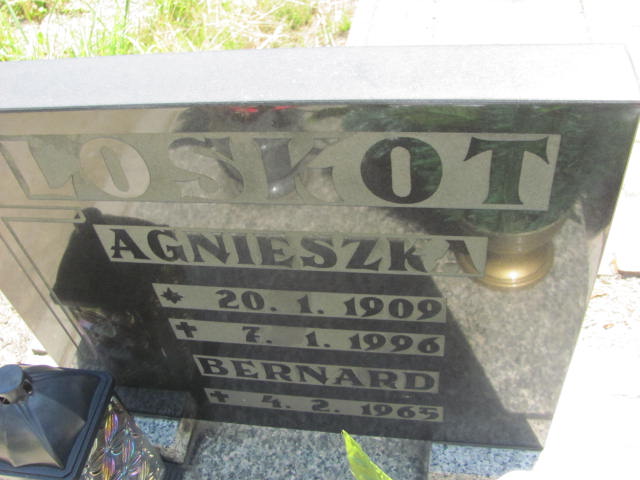 LOSKOT
AGNIESZKA
* 20. 1. 1909
✝ 7. 1. 1996
BERNARD
✝ 4. 2. 1965